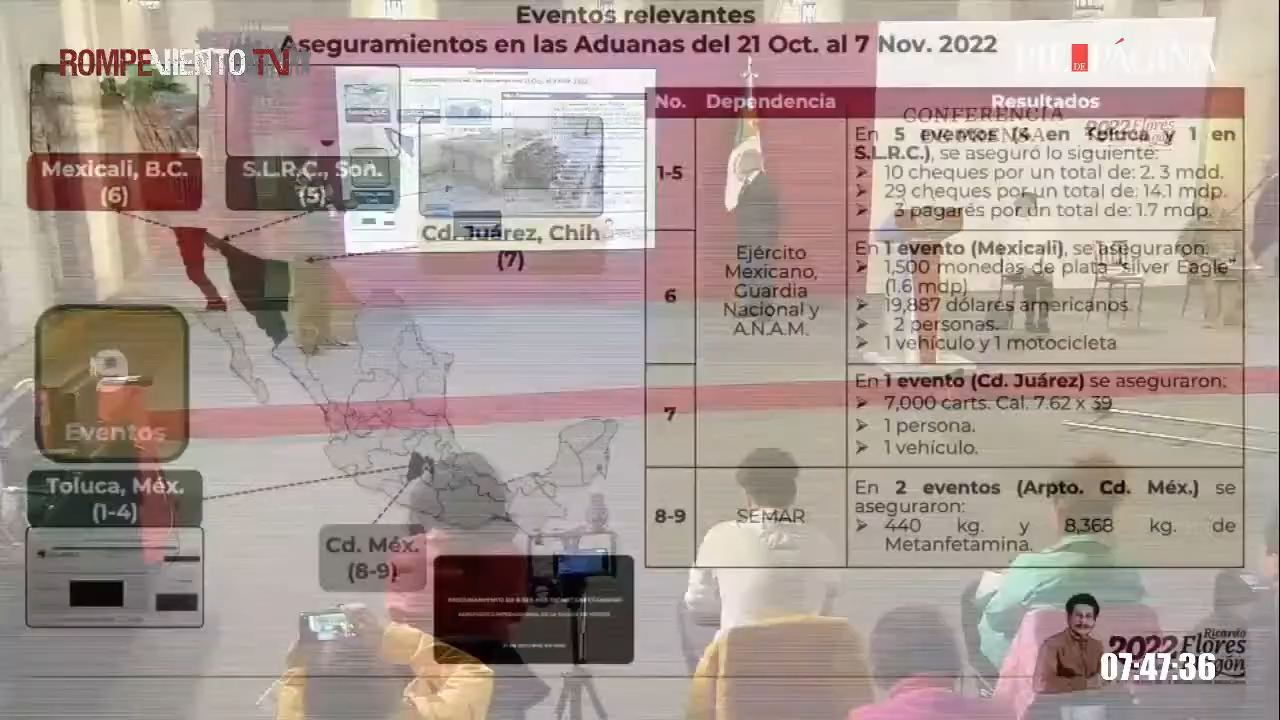 Eventos relevantes
Aseguramientos en las Aduanas del 21 Oct. al 7 Nov. 2022
ROMPEVIENTO TV
PIE DE PÁGINA
Mexicali, B.C.
(6)
S.L.R.C., Son.
(5)
Cd. Juárez, Chih.
(7)
Eventos
Toluca, Méx.
(1-4)
Cd. Méx.
(8-9)
No. Dependencia Resultados
CONFERENCIA
PRENSA
1-5
En 5 eventos (4 en Toluca y 1 en
S.L.R.C.), se aseguró lo siguiente:
➢ 10 cheques por un total de: 2. 3 mdd.
➢ 29 cheques por un total de: 14.1 mdp.
➢ 3 pagarés por un total de: 1.7 mdp.
Ejército
Mexicano,
Guardia
Nacional y
A.N.A.M.
6
En 1 evento (Mexicali), se aseguraron:
➢ 1,500 monedas de plata "silver Eagle"
(1.6 mdp)
➢ 19,887 dólares americanos.
➢ 2 personas.
➢ 1 vehículo y 1 motocicleta
7
En 1 evento (Cd. Juárez) se aseguraron:
➢ 7,000 carts. Cal. 7.62 x 39
➢ 1 persona.
➢ 1 vehículo.
8-9
SEMAR
En 2 eventos (Arpto. Cd. Méx.) se
aseguraron:
➢ 440 kg. y 8,368 kg. de
Metanfetamina.
2022 Ricardo
Flores
07:47:36